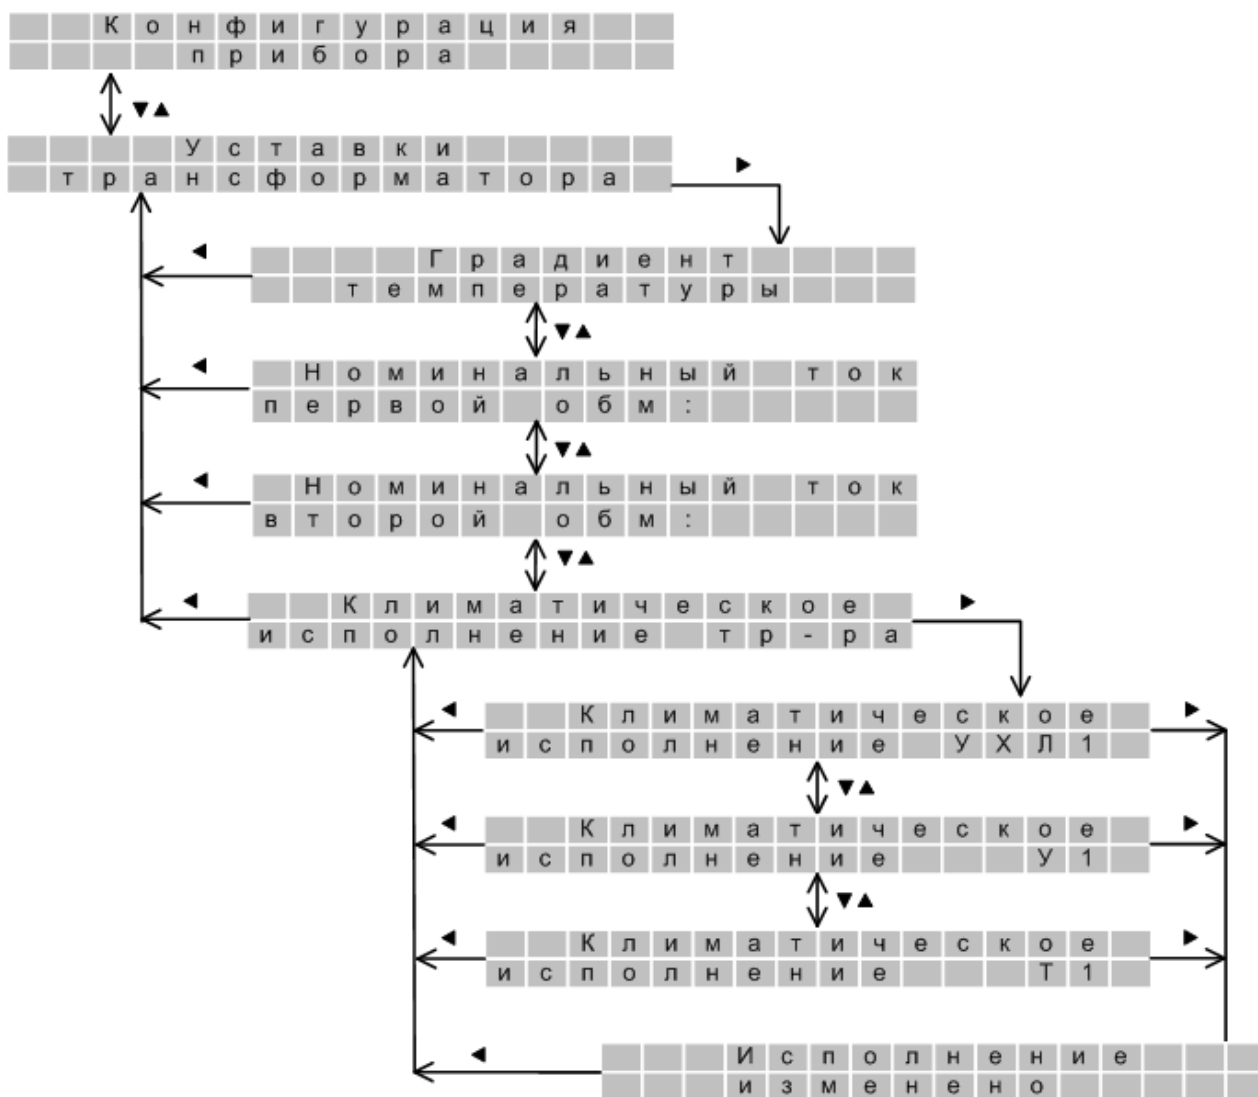 Конфигурация
прибора
▼▲
Уставки
трансформатора
►
◄
Градиент
температуры
▼▲
◄
Номинальный ток
первой обм:
▼▲
◄
Номинальный ток
второй обм:
▼▲
◄
Климатическое
исполнение тр-ра
►
◄
Климатическое
исполнение УХЛ1
►
▼▲
◄
Климатическое
исполнение У1
►
▼▲
◄
Климатическое
исполнение Т1
►
◄
Исполнение
изменено